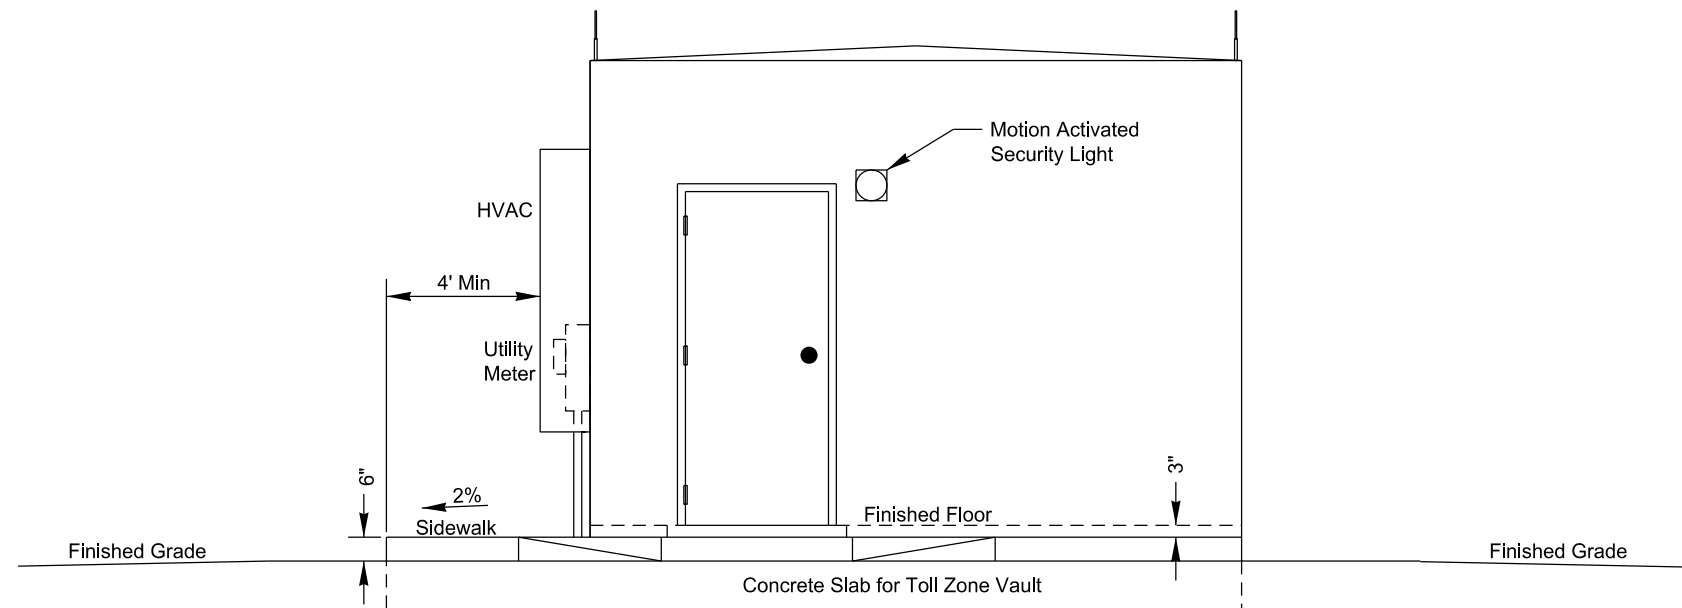 Motion Activated
Security Light
HVAC
4' Min
Utility
Meter
6"
3"
2%
Finished Floor
Sidewalk
Finished Grade
Finished Grade
Concrete Slab for Toll Zone Vault